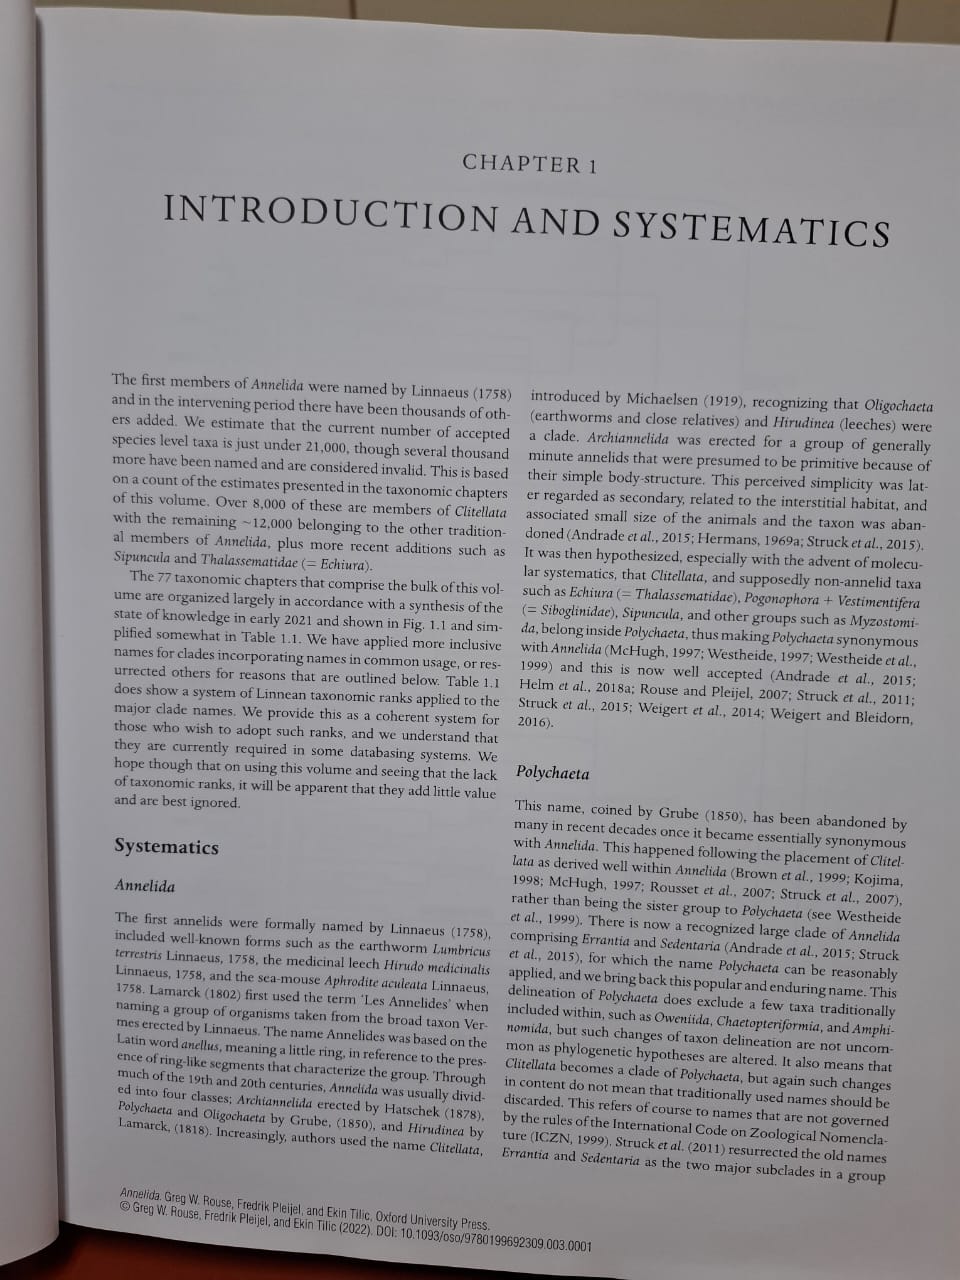 CHAPTER 1
INTRODUCTION AND SYSTEMATICS
The first members of Annelida were named by Linnaeus (1758)
and in the intervening period there have been thousands of oth-
ers added. We estimate that the current number of accepted
species level taxa is just under 21,000, though several thousand
more have been named and are considered invalid. This is based
on a count of the estimates presented in the taxonomic chapters
of this volume. Over 8,000 of these are members of Clitellata
with the remaining ~12,000 belonging to the other tradition-
al members of Annelida, plus more recent additions such as
Sipuncula and Thalassematidae (= Echiura).
The 77 taxonomic chapters that comprise the bulk of this vol-
ume are organized largely in accordance with a synthesis of the
state of knowledge in early 2021 and shown in Fig. 1.1 and sim-
plified somewhat in Table 1.1. We have applied more inclusive
names for clades incorporating names in common usage, or res-
urrected others for reasons that are outlined below. Table 1.1
does show a system of Linnean taxonomic ranks applied to the
major clade names. We provide this as a coherent system for
those who wish to adopt such ranks, and we understand that
they are currently required in some databasing systems. We
hope though that on using this volume and seeing that the lack
of taxonomic ranks, it will be apparent that they add little value
and are best ignored.
Systematics
Annelida
The first annelids were formally named by Linnaeus (1758),
included well-known forms such as the earthworm Lumbricus
terrestris Linnaeus, 1758, the medicinal leech Hirudo medicinalis
Linnaeus, 1758, and the sea-mouse Aphrodite aculeata Linnaeus,
1758. Lamarck (1802) first used the term ‘Les Annelides’ when
naming a group of organisms taken from the broad taxon Ver-
mes erected by Linnaeus. The name Annelides was based on the
Latin word anellus, meaning a little ring, in reference to the pres-
ence of ring-like segments that characterize the group. Through
much of the 19th and 20th centuries, Annelida was usually divid-
ed into four classes; Archiannelida erected by Hatschek (1878),
Polychaeta and Oligochaeta by Grube, (1850), and Hirudinea by
Lamarck, (1818). Increasingly, authors used the name Clitellata,
introduced by Michaelsen (1919), recognizing that Oligochaeta
(earthworms and close relatives) and Hirudinea (leeches) were
a clade. Archiannelida was erected for a group of generally
minute annelids that were presumed to be primitive because of
their simple body-structure. This perceived simplicity was lat-
er regarded as secondary, related to the interstitial habitat, and
associated small size of the animals and the taxon was aban-
doned (Andrade et al., 2015; Hermans, 1969a; Struck et al., 2015).
It was then hypothesized, especially with the advent of molecu-
lar systematics, that Clitellata, and supposedly non-annelid taxa
such as Echiura (= Thalassematidae), Pogonophora + Vestimentifera
(= Siboglinidae), Sipuncula, and other groups such as Myzostomi-
da, belong inside Polychaeta, thus making Polychaeta synonymous
with Annelida (McHugh, 1997; Westheide, 1997; Westheide et al.,
1999) and this is now well accepted (Andrade et al., 2015;
Helm et al., 2018a; Rouse and Pleijel, 2007; Struck et al., 2011;
Struck et al., 2015; Weigert et al., 2014; Weigert and Bleidorn,
2016).
Polychaeta
This name, coined by Grube (1850), has been abandoned by
many in recent decades once it became essentially synonymous
with Annelida. This happened following the placement of Clitel-
lata as derived well within Annelida (Brown et al., 1999; Kojima,
1998; McHugh, 1997; Rousset et al., 2007; Struck et al., 2007),
rather than being the sister group to Polychaeta (see Westheide
et al., 1999). There is now a recognized large clade of Annelida
comprising Errantia and Sedentaria (Andrade et al., 2015; Struck
et al., 2015), for which the name Polychaeta can be reasonably
applied, and we bring back this popular and enduring name. This
delineation of Polychaeta does exclude a few taxa traditionally
included within, such as Oweniida, Chaetopteriformia, and Amphi-
nomida, but such changes of taxon delineation are not uncom-
mon as phylogenetic hypotheses are altered. It also means that
Clitellata becomes a clade of Polychaeta, but again such changes
in content do not mean that traditionally used names should be
discarded. This refers of course to names that are not governed
by the rules of the International Code on Zoological Nomencla-
ture (ICZN, 1999). Struck et al. (2011) resurrected the old names
Errantia and Sedentaria as the two major subclades in a group
Annelida. Greg W. Rouse, Fredrik Pleijel, and Ekin Tilic, Oxford University Press.
© Greg W. Rouse, Fredrik Pleijel, and Ekin Tilic (2022). DOI: 10.1093/oso/9780199692309.003.0001